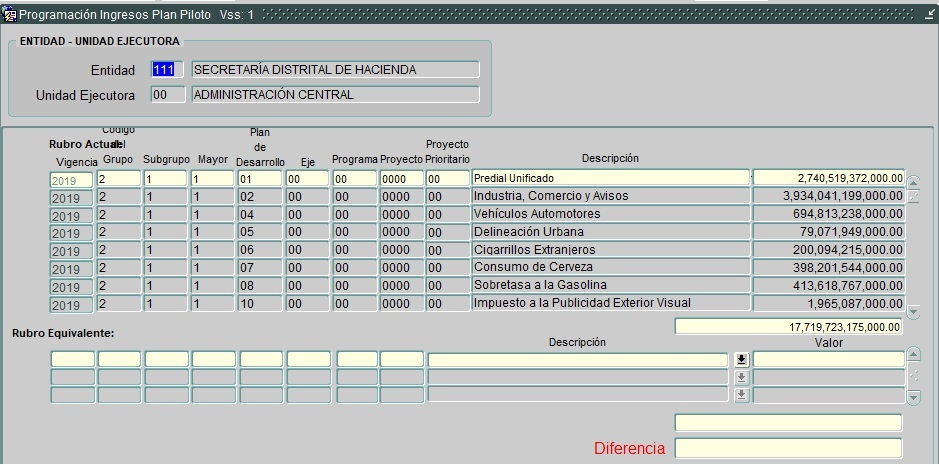 Programación Ingresos Plan Piloto Vss: 1
ENTIDAD - UNIDAD EJECUTORA
Entidad 111 SECRETARÍA DISTRITAL DE HACIENDA
Unidad Ejecutora 00 ADMINISTRACIÓN CENTRAL
Rubro Actual
Vigencia Código del Grupo Subgrupo Mayor Plan de Desarrollo Eje Programa Proyecto Proyecto Prioritario Descripción
2019 2 1 1 01 00 00 0000 00 Predial Unificado 2,740,519,372,000.00
2019 2 1 1 02 00 00 0000 00 Industria, Comercio y Avisos 3,934,041,199,000.00
2019 2 1 1 04 00 00 0000 00 Vehículos Automotores 694,813,238,000.00
2019 2 1 1 05 00 00 0000 00 Delineación Urbana 79,071,949,000.00
2019 2 1 1 06 00 00 0000 00 Cigarrillos Extranjeros 200,094,215,000.00
2019 2 1 1 07 00 00 0000 00 Consumo de Cerveza 398,201,544,000.00
2019 2 1 1 08 00 00 0000 00 Sobretasa a la Gasolina 413,618,767,000.00
2019 2 1 1 10 00 00 0000 00 Impuesto a la Publicidad Exterior Visual 1,965,087,000.00
17,719,723,175,000.00
Rubro Equivalente:
Descripción Valor
Diferencia